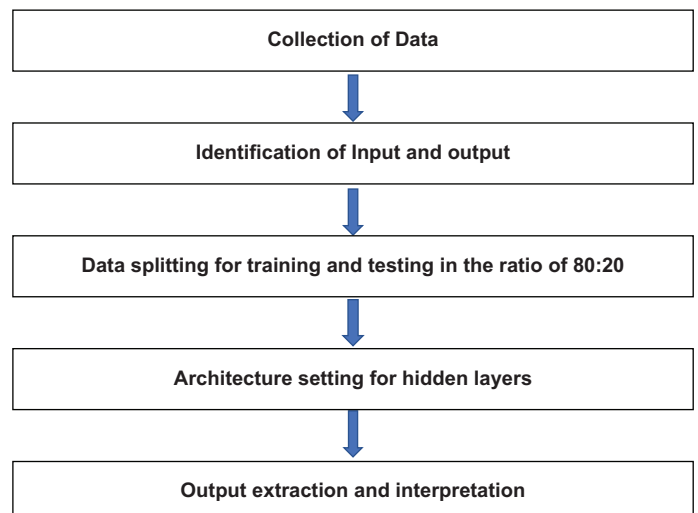 Collection of Data
Identification of Input and output
Data splitting for training and testing in the ratio of 80:20
Architecture setting for hidden layers
Output extraction and interpretation